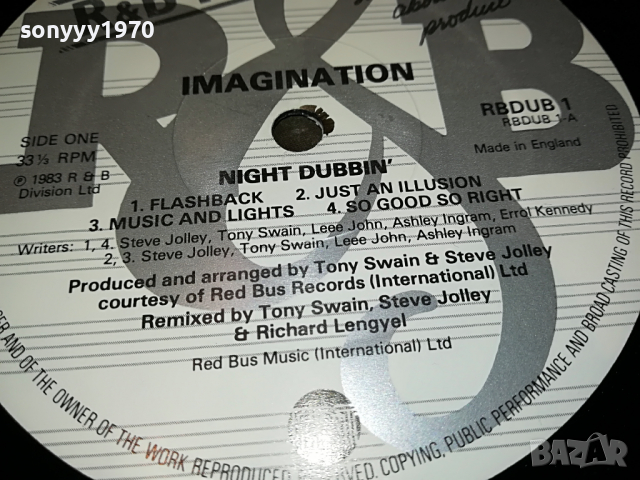 sonyyy1970
R&B
abo
produce
IMAGINATION
RBDUB 1
RBDUB 1-A
SIDE ONE
33⅓ RPM
℗ 1983 R & B
Division Ltd
Made in England
NIGHT DUBBIN'
1. FLASHBACK 2. JUST AN ILLUSION
3. MUSIC AND LIGHTS 4. SO GOOD SO RIGHT
Writers: 1, 4. Steve Jolley, Tony Swain, Leee John, Ashley Ingram, Errol Kennedy
2, 3. Steve Jolley, Tony Swain, Leee John, Ashley Ingram
Produced and arranged by Tony Swain & Steve Jolley
courtesy of Red Bus Records (International) Ltd
Remixed by Tony Swain, Steve Jolley
& Richard Lengyel
Red Bus Music (International) Ltd
R&B
AND OF THE OWNER OF THE WORK REPRODUCED RESERVED. COPYING, PUBLIC PERFORMANCE AND BROADCASTING OF THIS RECORD PROHIBITED
BAZAR